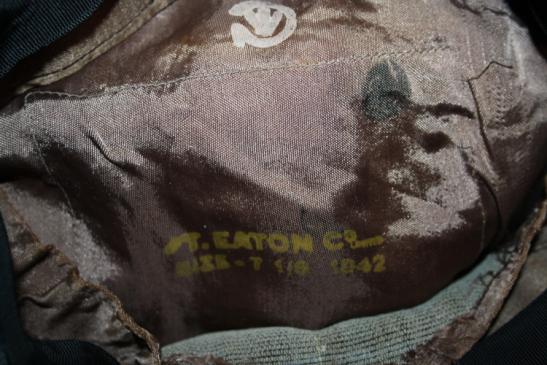 T. EATON Co
SIZE - 7 1/8 1942